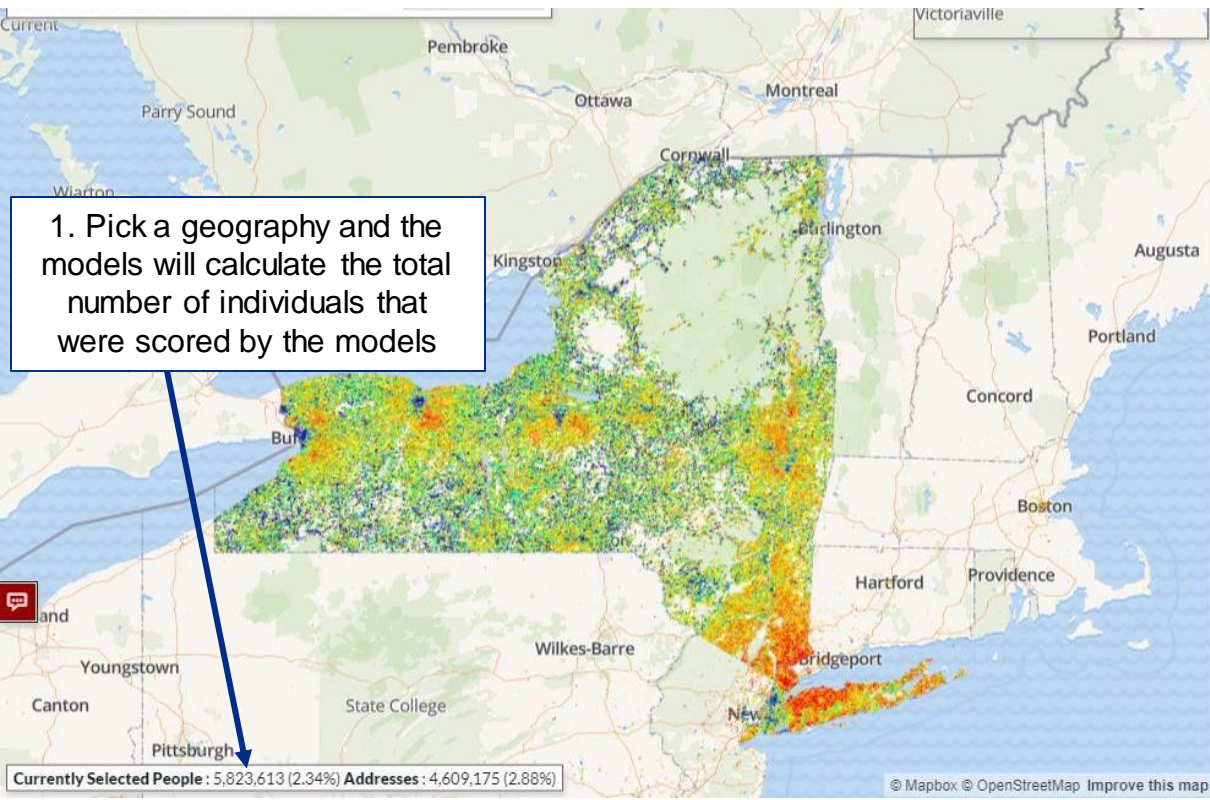 Current
Victoriaville
Pembroke
Montreal
Ottawa
Parry Sound
Cornwall
Wiarton
1. Pick a geography and the
models will calculate the total
number of individuals that
were scored by the models
Burlington
Kingston
Augusta
Portland
Concord
Buf
Boston
Hartford
Providence
and
Wilkes-Barre
Bridgeport
Youngstown
Canton
State College
New
Pittsburgh
Currently Selected People : 5,823,613 (2.34%) Addresses : 4,609,175 (2.88%)
© Mapbox © OpenStreetMap Improve this map